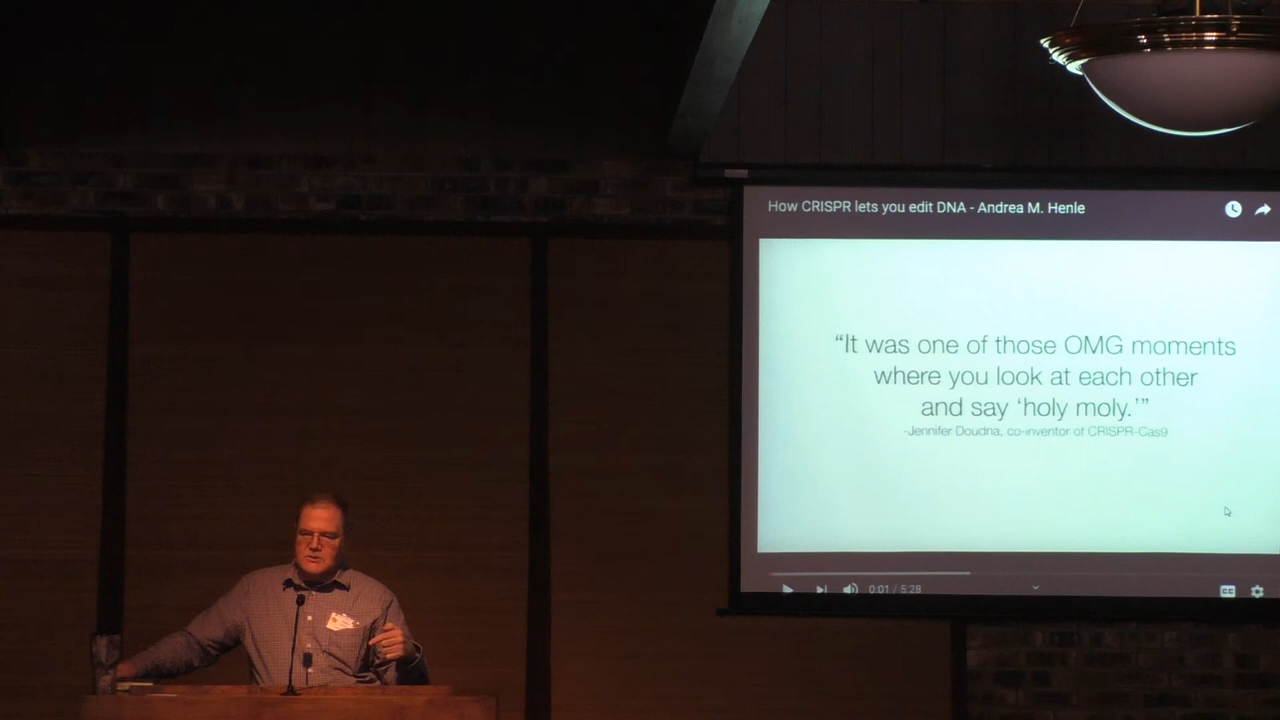 How CRISPR lets you edit DNA - Andrea M. Henle
“It was one of those OMG moments
where you look at each other
and say ‘holy moly.’”
-Jennifer Doudna, co-inventor of CRISPR-Cas9
0:01 / 5:28
CC